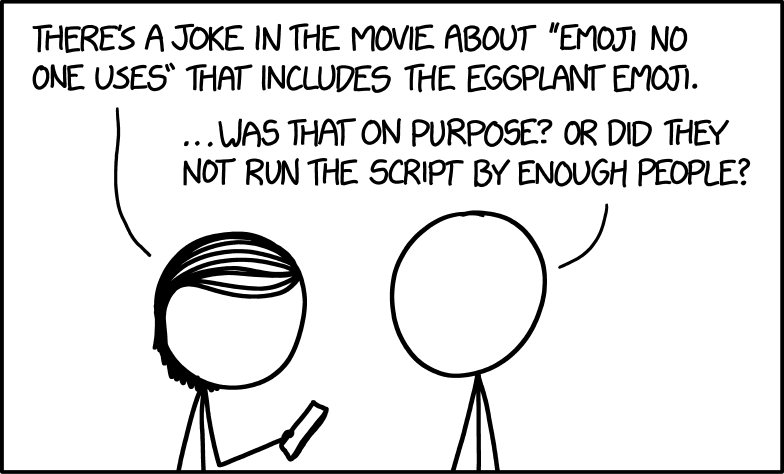 THERE'S A JOKE IN THE MOVIE ABOUT "EMOJI NO
ONE USES" THAT INCLUDES THE EGGPLANT EMOJI.
...WAS THAT ON PURPOSE? OR DID THEY
NOT RUN THE SCRIPT BY ENOUGH PEOPLE?